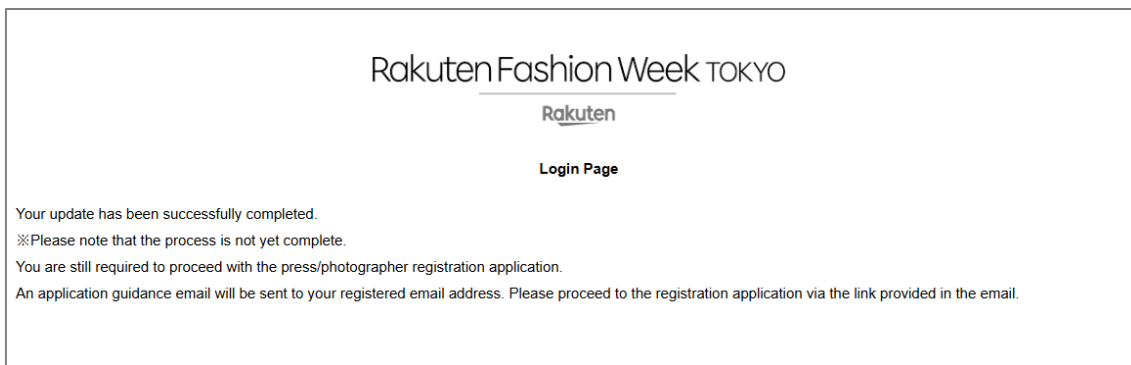 Rakuten Fashion Week TOKYO
Rakuten
Login Page
Your update has been successfully completed.
※Please note that the process is not yet complete.
You are still required to proceed with the press/photographer registration application.
An application guidance email will be sent to your registered email address. Please proceed to the registration application via the link provided in the email.